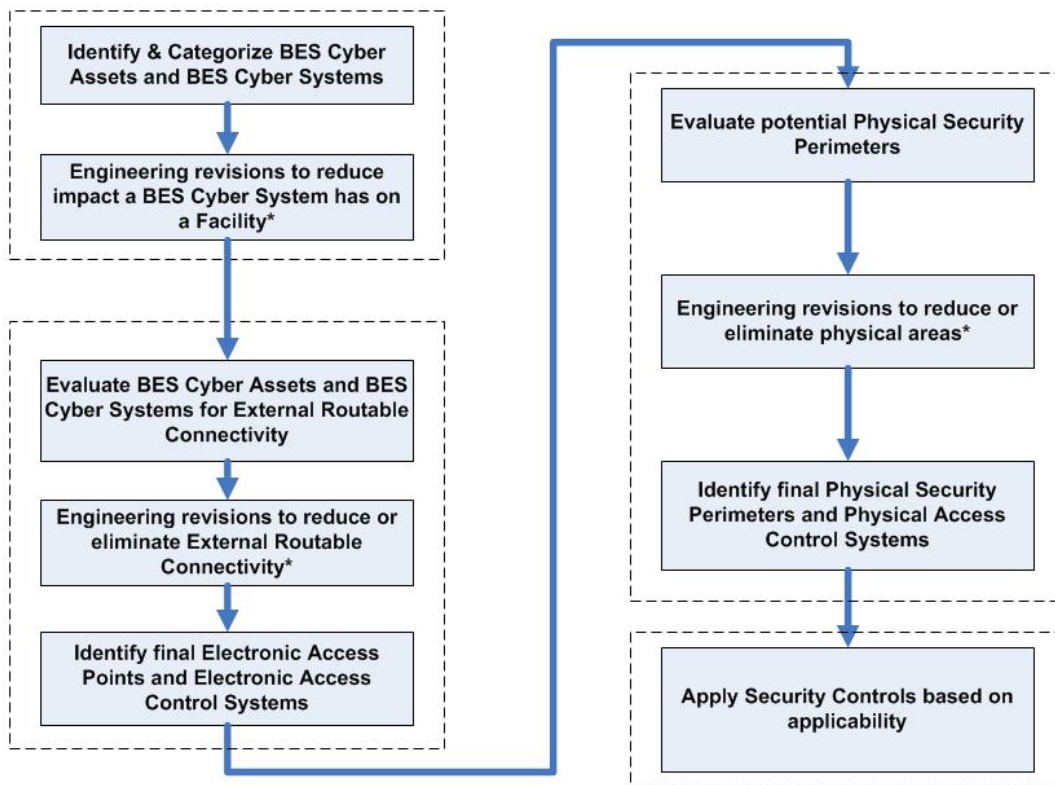 Identify & Categorize BES Cyber
Assets and BES Cyber Systems
Engineering revisions to reduce
impact a BES Cyber System has on
a Facility*
Evaluate BES Cyber Assets and BES
Cyber Systems for External Routable
Connectivity
Engineering revisions to reduce or
eliminate External Routable
Connectivity*
Identify final Electronic Access
Points and Electronic Access
Control Systems
Evaluate potential Physical Security
Perimeters
Engineering revisions to reduce or
eliminate physical areas*
Identify final Physical Security
Perimeters and Physical Access
Control Systems
Apply Security Controls based on
applicability